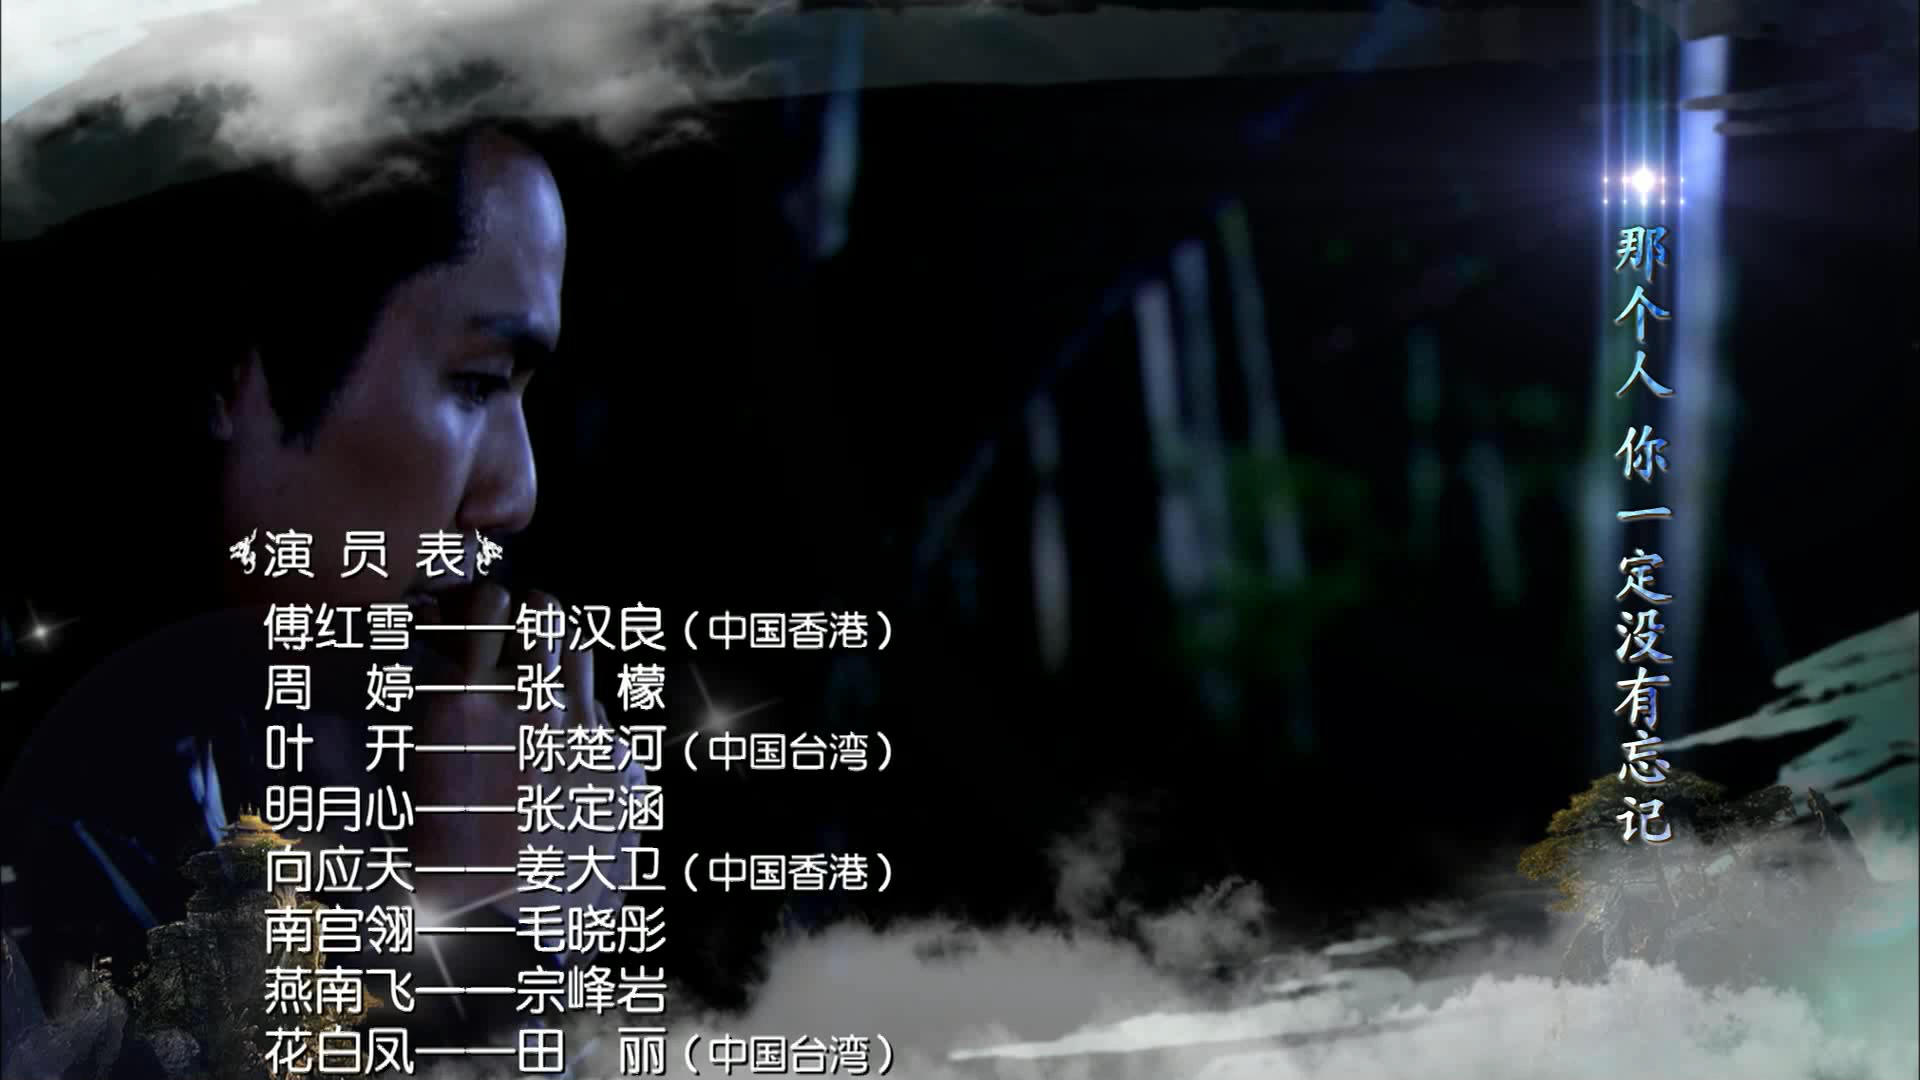 演员表
傅红雪——钟汉良（中国香港）
周　婷——张　檬
叶　开——陈楚河（中国台湾）
明月心——张定涵
向应天——姜大卫（中国香港）
南宫翎——毛晓彤
燕南飞——宗峰岩
花白凤——田　丽（中国台湾）
那个人 你一定没有忘记